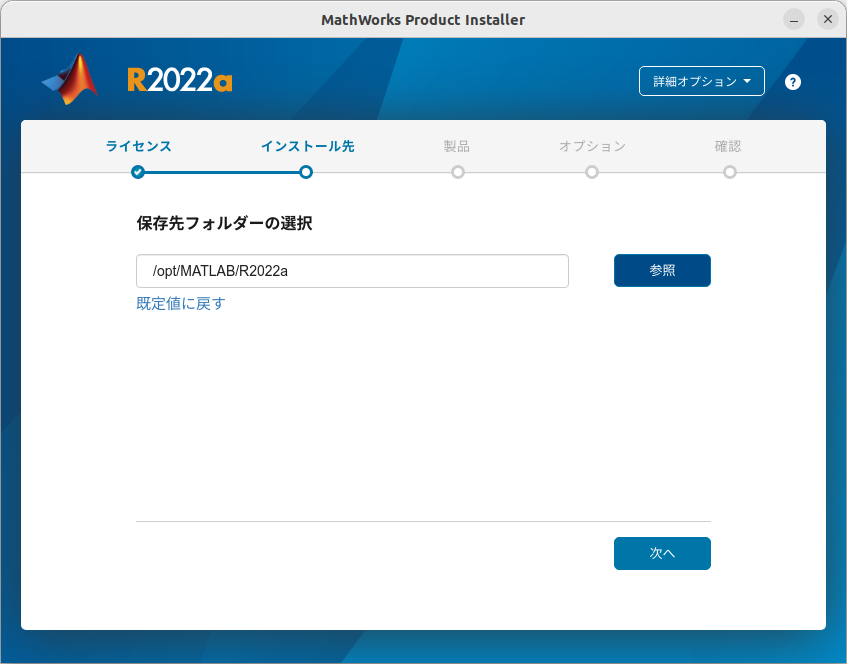 MathWorks Product Installer
R2022a
詳細オプション
?
ライセンス
インストール先
製品
オプション
確認
保存先フォルダーの選択
/opt/MATLAB/R2022a
参照
既定値に戻す
次へ